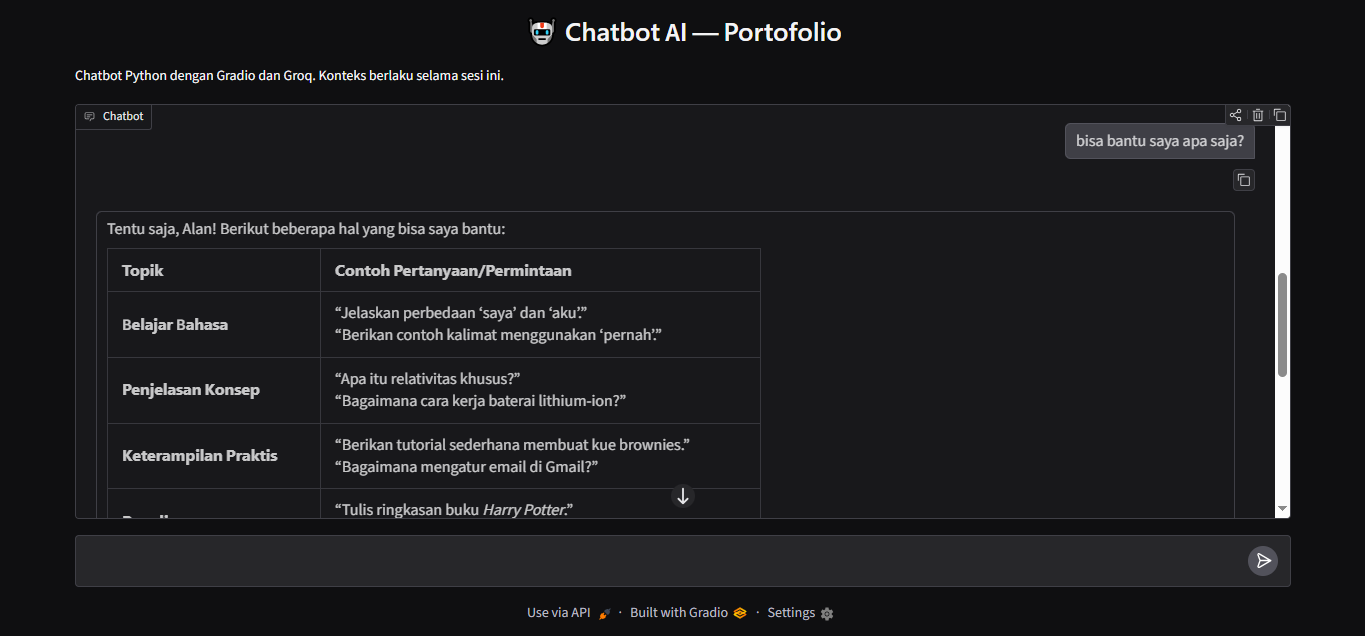 Chatbot AI — Portofolio
Chatbot Python dengan Gradio dan Groq. Konteks berlaku selama sesi ini.
Chatbot
bisa bantu saya apa saja?
Tentu saja, Alan! Berikut beberapa hal yang bisa saya bantu:
Topik
Contoh Pertanyaan/Permintaan
Belajar Bahasa
“Jelaskan perbedaan ‘saya’ dan ‘aku’.”
“Berikan contoh kalimat menggunakan ‘pernah’.”
Penjelasan Konsep
“Apa itu relativitas khusus?”
“Bagaimana cara kerja baterai lithium-ion?”
Keterampilan Praktis
“Berikan tutorial sederhana membuat kue brownies.”
“Bagaimana mengatur email di Gmail?”
“Tulis ringkasan buku Harry Potter.”
Use via API · Built with Gradio · Settings